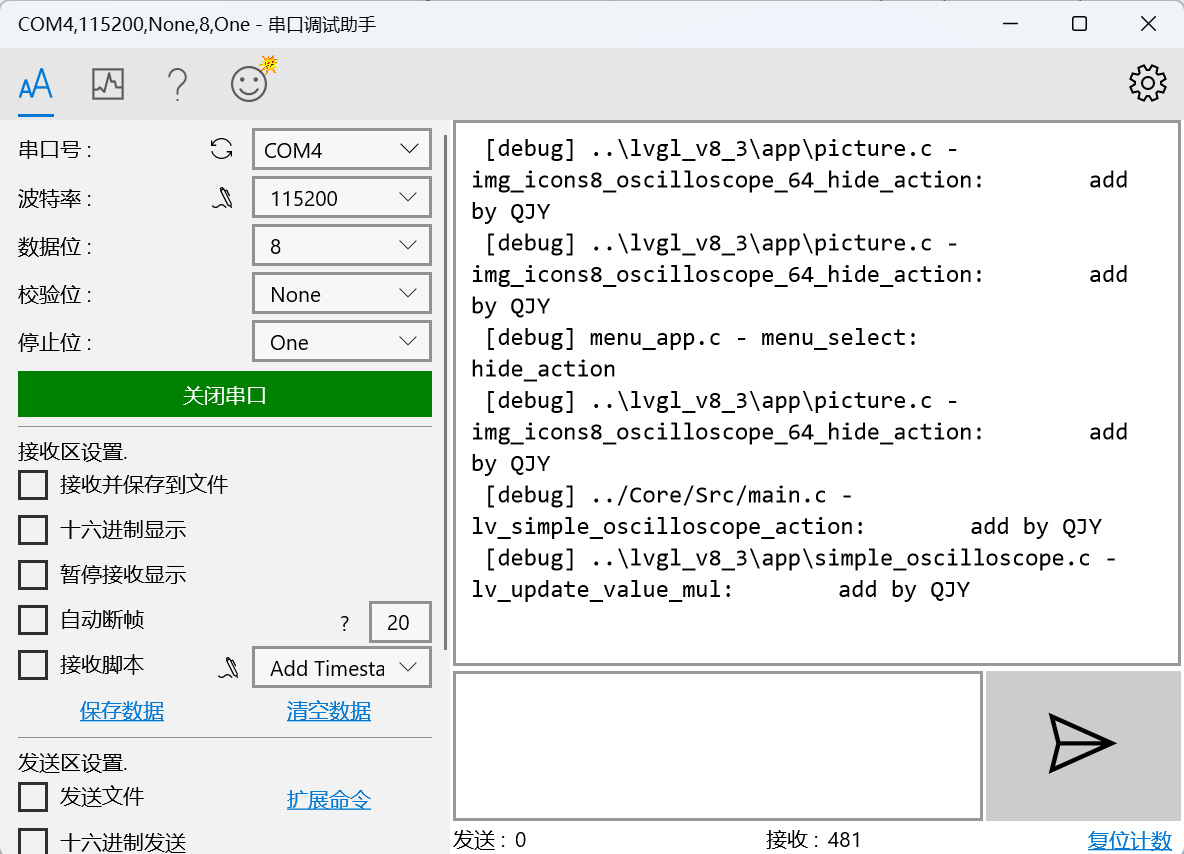 COM4,115200,None,8,One - 串口调试助手
串口号 :
COM4
波特率 :
115200
数据位 :
8
校验位 :
None
停止位 :
One
关闭串口
接收区设置.
接收并保存到文件
十六进制显示
暂停接收显示
自动断帧
?
20
接收脚本
Add Timesta
保存数据
清空数据
发送区设置.
发送文件
扩展命令
十六进制发送
[debug] ..\lvgl_v8_3\app\picture.c -
img_icons8_oscilloscope_64_hide_action: add
by QJY
[debug] ..\lvgl_v8_3\app\picture.c -
img_icons8_oscilloscope_64_hide_action: add
by QJY
[debug] menu_app.c - menu_select:
hide_action
[debug] ..\lvgl_v8_3\app\picture.c -
img_icons8_oscilloscope_64_hide_action: add
by QJY
[debug] ../Core/Src/main.c -
lv_simple_oscilloscope_action: add by QJY
[debug] ..\lvgl_v8_3\app\simple_oscilloscope.c -
lv_update_value_mul: add by QJY
发送 : 0
接收 : 481
复位计数